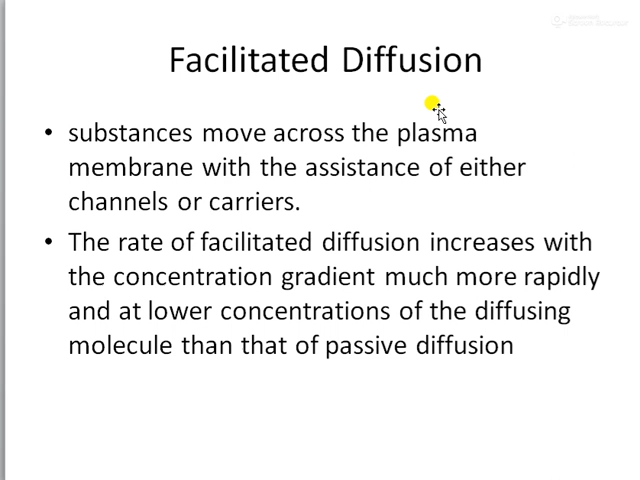 Facilitated Diffusion
• substances move across the plasma
membrane with the assistance of either
channels or carriers.
• The rate of facilitated diffusion increases with
the concentration gradient much more rapidly
and at lower concentrations of the diffusing
molecule than that of passive diffusion